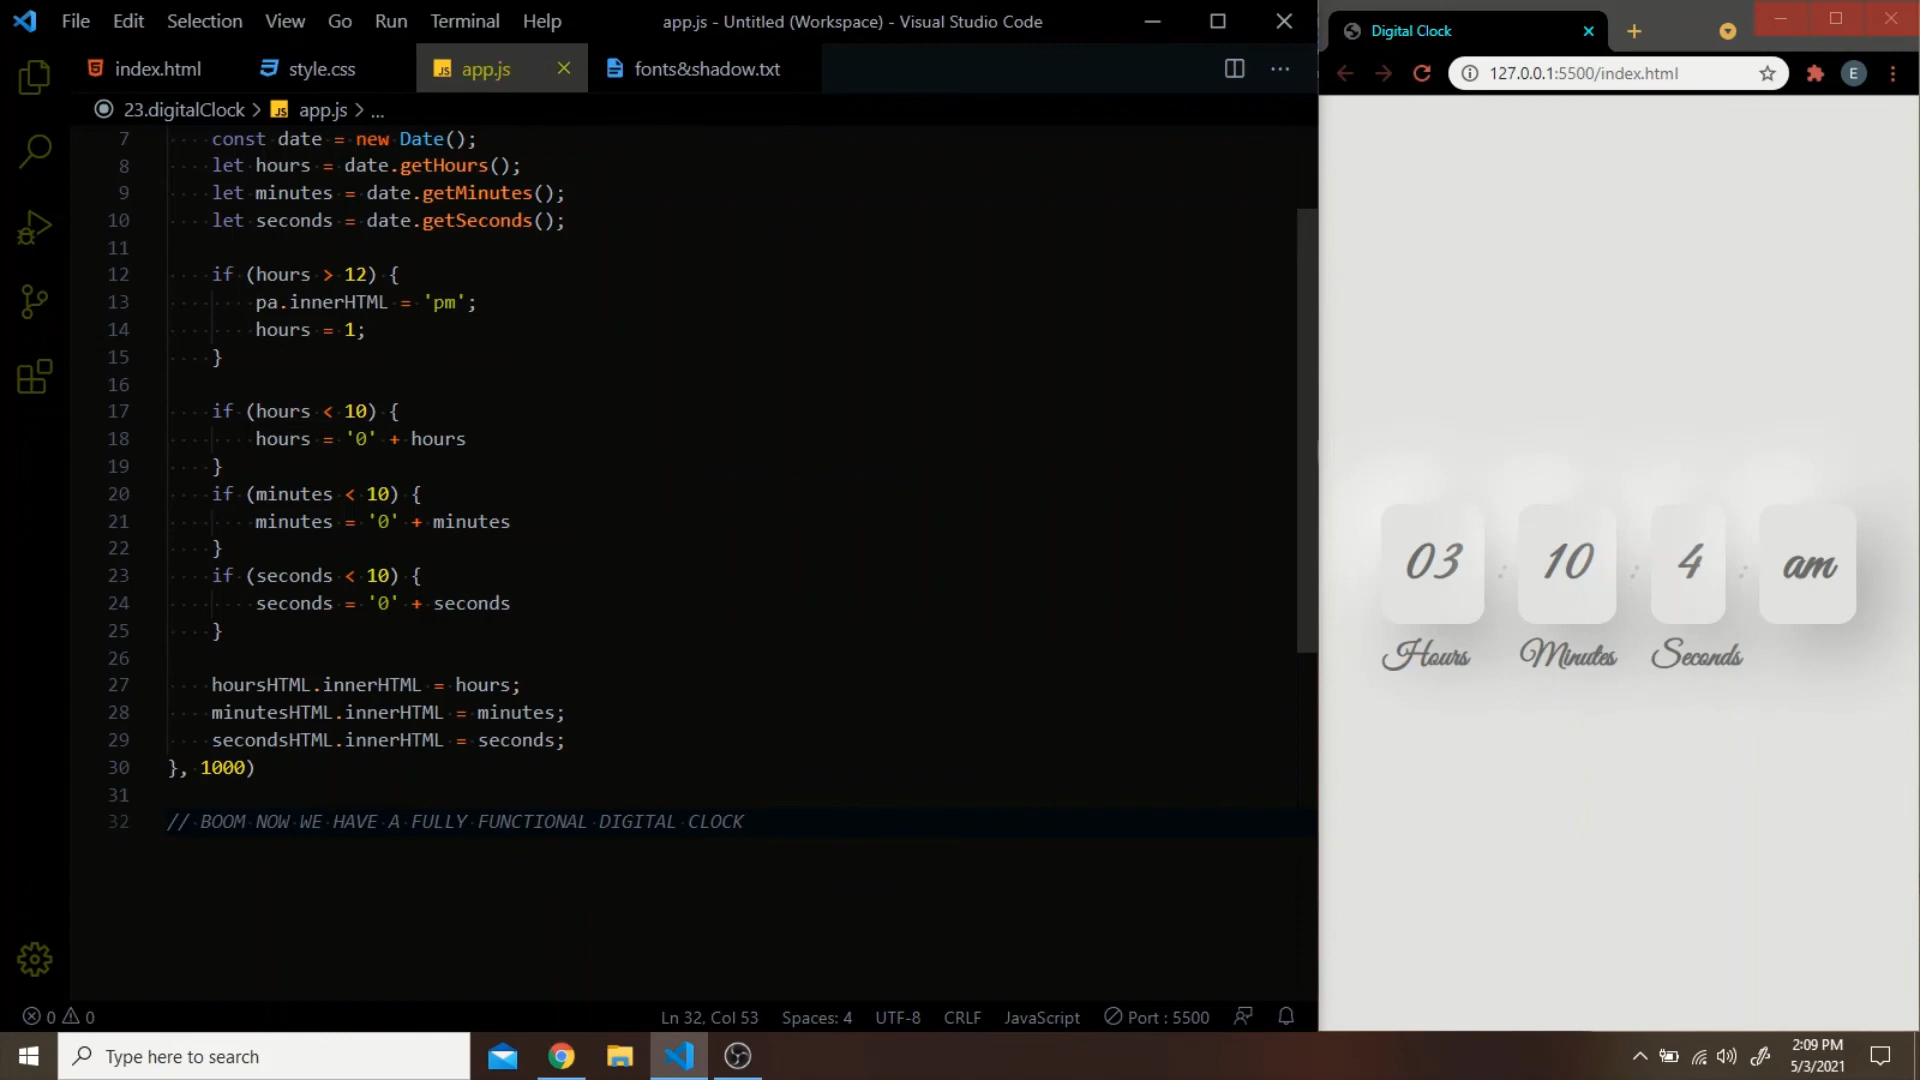 File Edit Selection View Go Run Terminal Help
app.js - Untitled (Workspace) - Visual Studio Code
index.html
style.css
app.js
fonts&shadow.txt
23.digitalClock > JS app.js > ...
7 const date = new Date();
8 let hours = date.getHours();
9 let minutes = date.getMinutes();
10 let seconds = date.getSeconds();
11
12 if (hours > 12) {
13 pa.innerHTML = 'pm';
14 hours = 1;
15 }
16
17 if (hours < 10) {
18 hours = '0' + hours
19 }
20 if (minutes < 10) {
21 minutes = '0' + minutes
22 }
23 if (seconds < 10) {
24 seconds = '0' + seconds
25 }
26
27 hoursHTML.innerHTML = hours;
28 minutesHTML.innerHTML = minutes;
29 secondsHTML.innerHTML = seconds;
30 }, 1000)
31
32 // BOOM NOW WE HAVE A FULLY FUNCTIONAL DIGITAL CLOCK
0 0
Ln 32, Col 53 Spaces: 4 UTF-8 CRLF JavaScript Port : 5500
Digital Clock
127.0.0.1:5500/index.html
E
03 : 10 : 4 : am
Hours Minutes Seconds
Type here to search
2:09 PM
5/3/2021